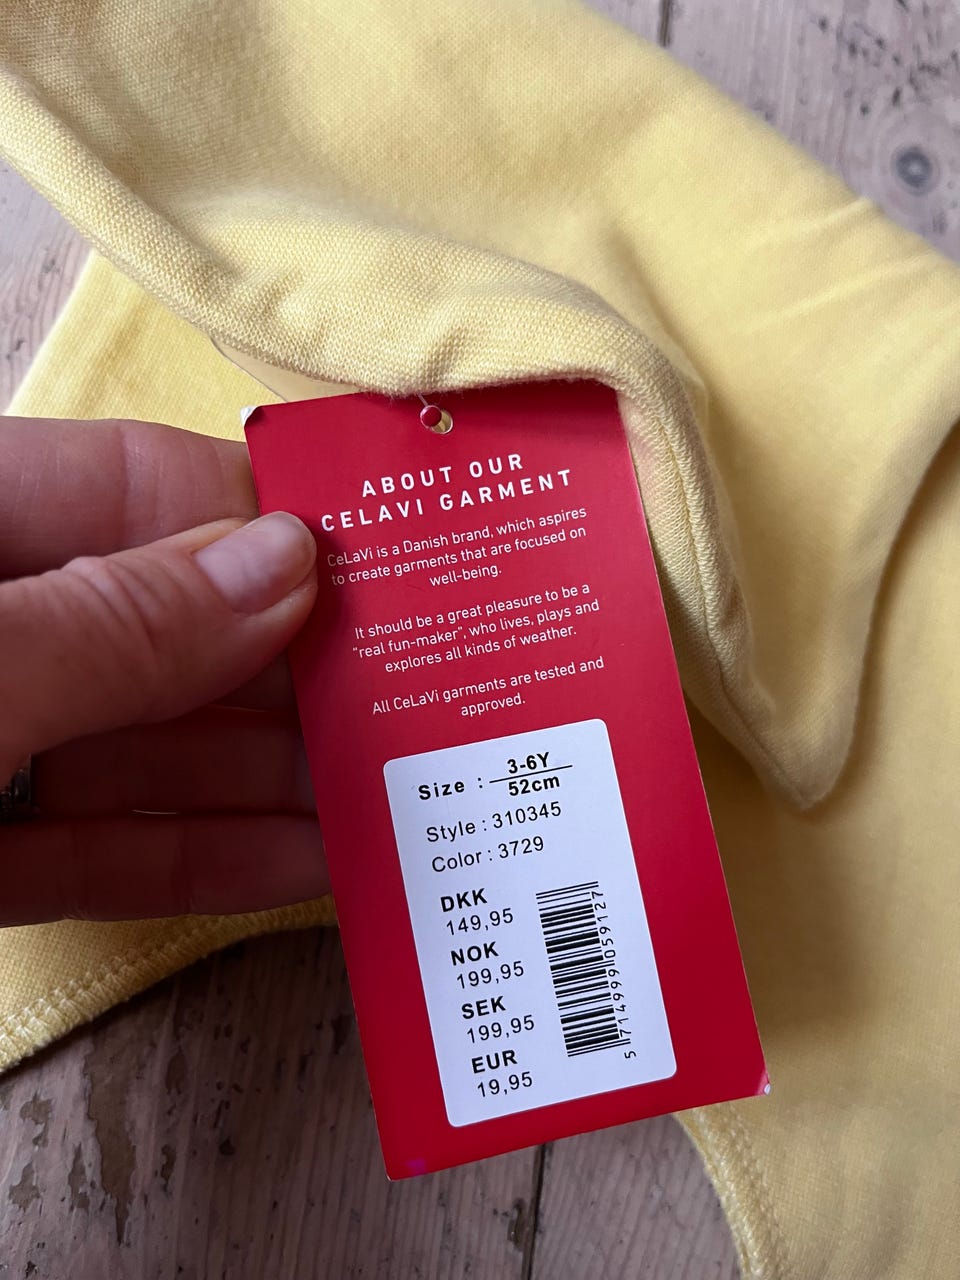 ABOUT OUR
CELAVI GARMENT
CeLaVi is a Danish brand, which aspires
to create garments that are focused on
well-being.
It should be a great pleasure to be a
"real fun-maker", who lives, plays and
explores all kinds of weather.
All CeLaVi garments are tested and
approved.
Size : 3-6Y
52cm
Style : 310345
Color : 3729
DKK
149,95
NOK
199,95
SEK
199,95
EUR
19,95
5 714999 059127